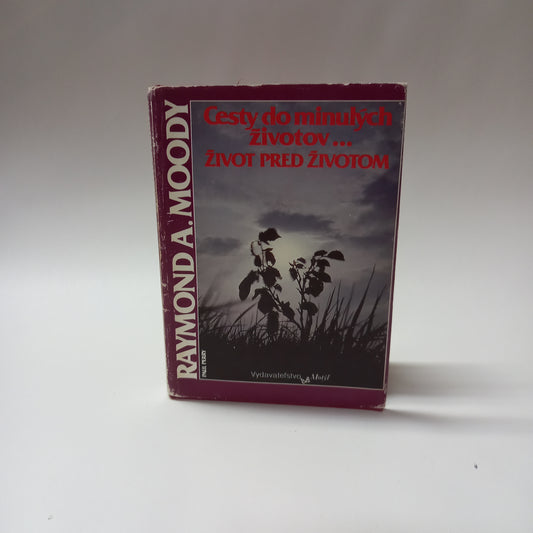 RAYMOND A. MOODY
PAUL PERRY
Cesty do minulých
životov...
ŽIVOT PRED ŽIVOTOM
Vydavateľstvo Motýľ